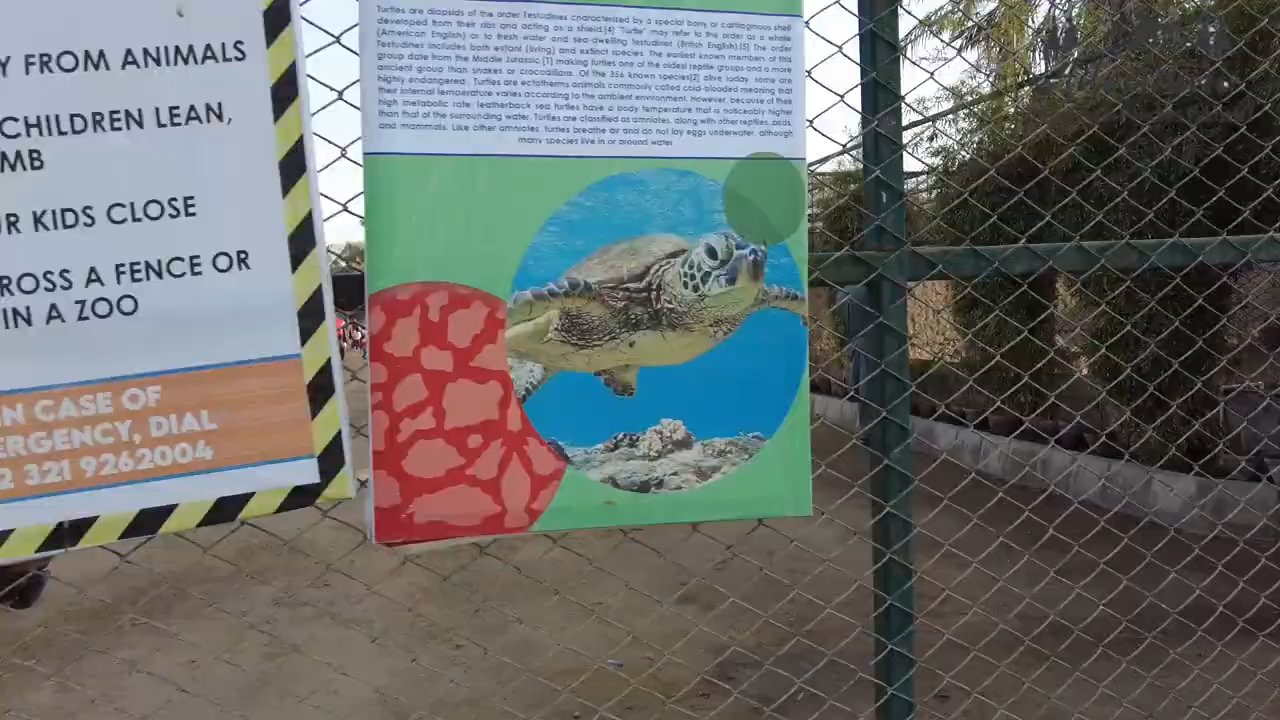 Y FROM ANIMALS
CHILDREN LEAN,
MB
UR KIDS CLOSE
ROSS A FENCE OR
IN A ZOO
IN CASE OF
ERGENCY, DIAL
2 321 9262004
Turtles are diapsids of the order Testudines characterized by a special bony or cartilaginous shell
developed from their ribs and acting as a shield.[4] "Turtle" may refer to the order as a whole
(American English) or to fresh-water and sea-dwelling testudines (British English).[5] The order
Testudines includes both extant (living) and extinct species. The earliest known members of this
group date from the Middle Jurassic,[1] making turtles one of the oldest reptile groups and a more
ancient group than snakes or crocodilians. Of the 356 known species[2] alive today, some are
highly endangered. Turtles are ectotherms animals commonly called cold-blooded meaning that
their internal temperature varies according to the ambient environment. However, because of their
high metabolic rate, leatherback sea turtles have a body temperature that is noticeably higher
than that of the surrounding water. Turtles are classified as amniotes, along with other reptiles, birds,
and mammals. Like other amniotes, turtles breathe air and do not lay eggs underwater, although
many species live in or around water